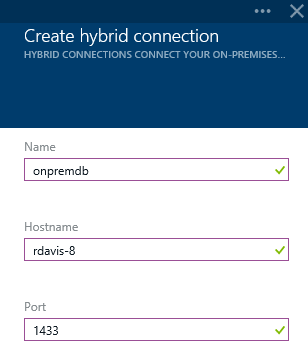 Create hybrid connection
HYBRID CONNECTIONS CONNECT YOUR ON-PREMISES...
Name
onpremdb
Hostname
rdavis-8
Port
1433